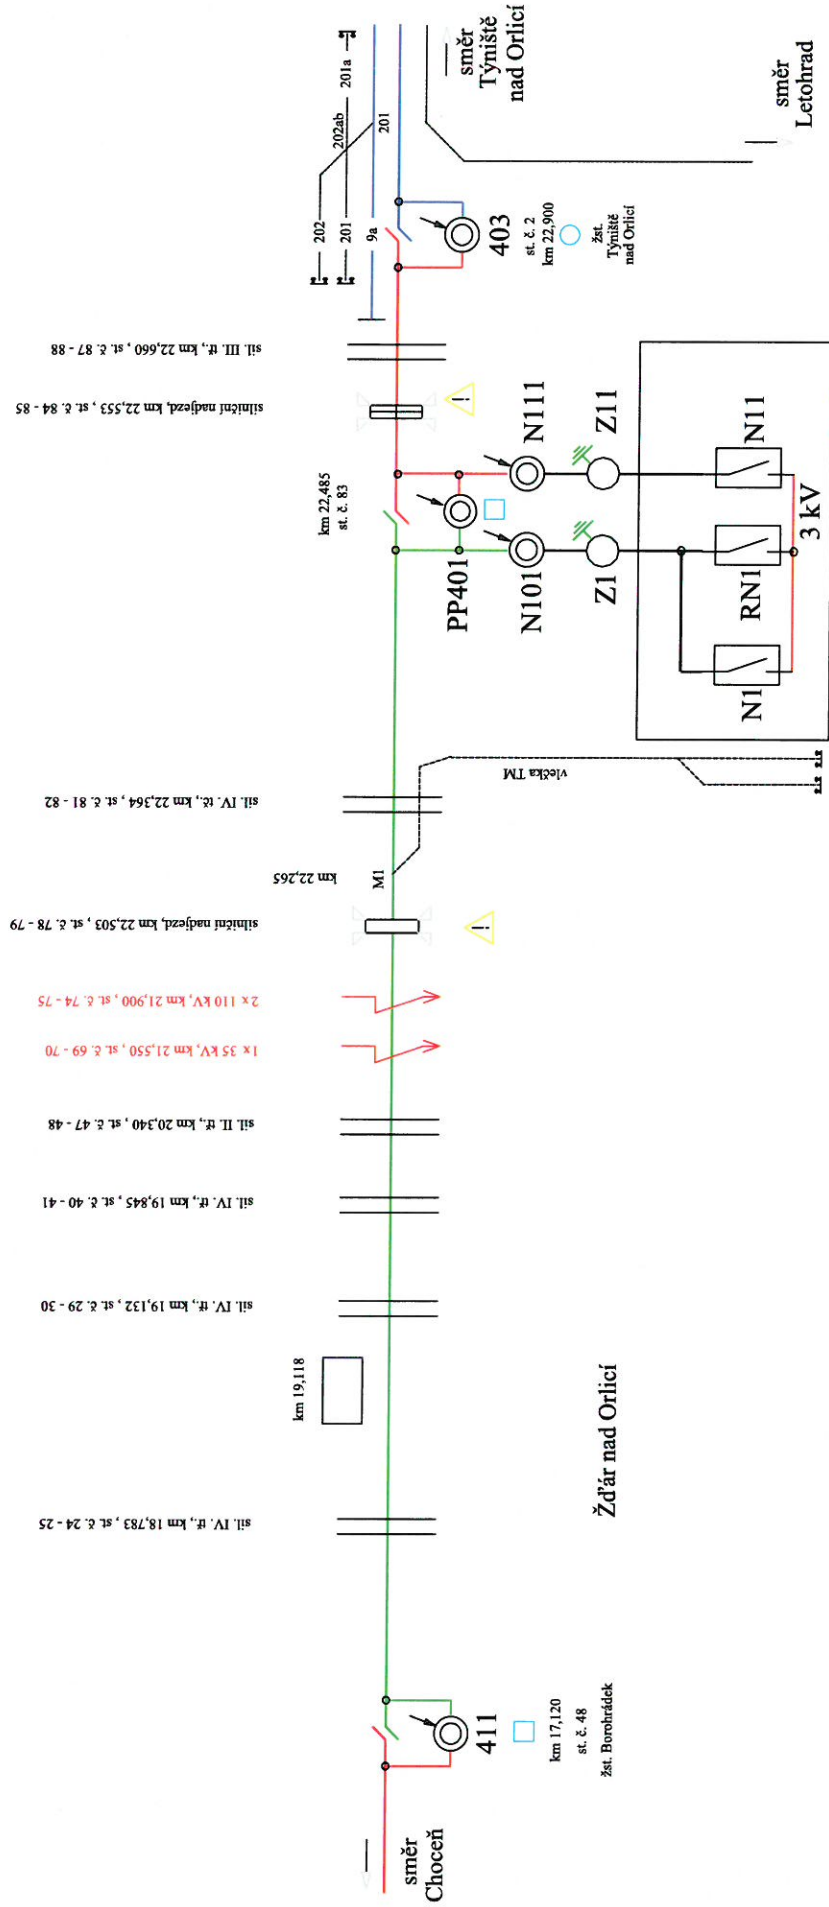 směr
Týniště
nad Orlicí
směr
Letohrad
201a
202ab
201
202
201
9a
403
st. č. 2
km 22,900
žst.
Týniště
nad Orlicí
sil. III. tř., km 22,660 , st. č. 87 - 88
silniční nadjezd, km 22,553 , st. č. 84 - 85
km 22,485
st. č. 83
PP401
N111
N101
Z11
Z1
N11
RN1
N1
3 kV
vlečka TM
sil. IV. tč., km 22,364 , st. č. 81 - 82
km 22,265
M1
silniční nadjezd, km 22,503 , st. č. 78 - 79
2 x 110 kV, km 21,900 , st. č. 74 - 75
1x 35 kV, km 21,550 , st. č. 69 - 70
sil. II. tř., km 20,340 , st. č. 47 - 48
sil. IV. tř., km 19,845 , st. č. 40 - 41
sil. IV. tř., km 19,132 , st. č. 29 - 30
km 19,118
Žďár nad Orlicí
sil. IV. tř., km 18,783 , st. č. 24 - 25
411
km 17,120
st. č. 48
žst. Borohrádek
směr
Choceň